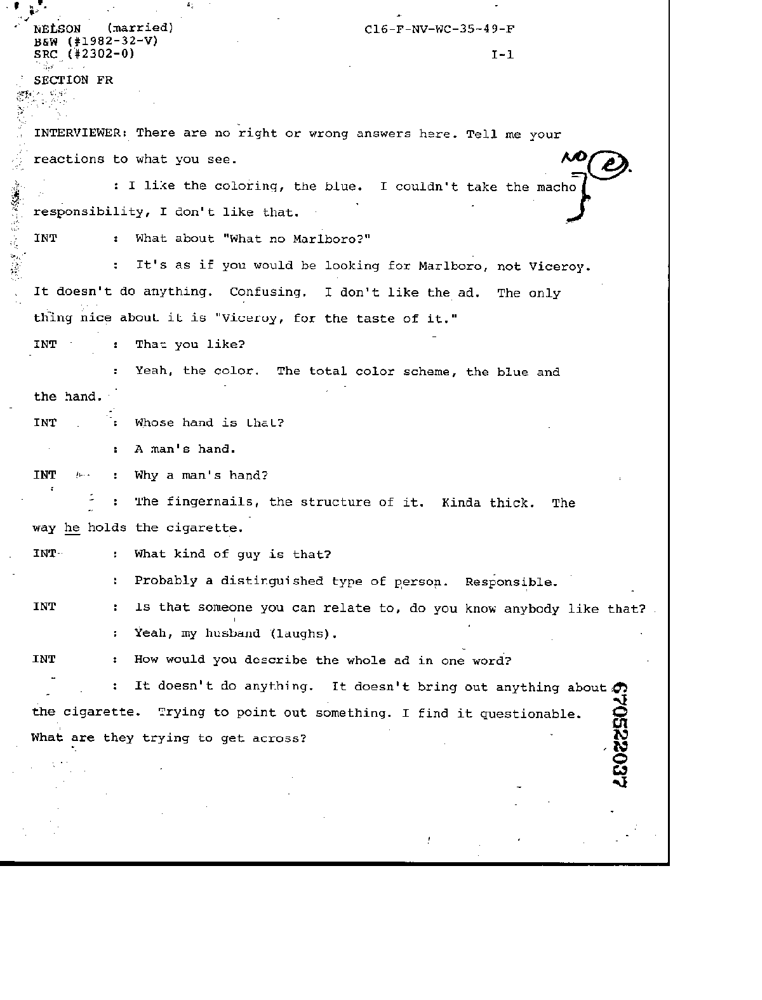 NELSON (married) C16-F-NV-WC-35-49-F
B&W (#1982-32-V)
SRC (#2302-0) I-1
SECTION FR
INTERVIEWER: There are no right or wrong answers here. Tell me your
reactions to what you see. NO e.
: I like the coloring, the blue. I couldn't take the macho
responsibility, I don't like that.
INT : What about "What no Marlboro?"
: It's as if you would be looking for Marlboro, not Viceroy.
It doesn't do anything. Confusing. I don't like the ad. The only
thing nice about it is "Viceroy, for the taste of it."
INT : That you like?
: Yeah, the color. The total color scheme, the blue and
the hand.
INT : Whose hand is that?
: A man's hand.
INT : Why a man's hand?
: The fingernails, the structure of it. Kinda thick. The
way he holds the cigarette.
INT : What kind of guy is that?
: Probably a distinguished type of person. Responsible.
INT : Is that someone you can relate to, do you know anybody like that?
: Yeah, my husband (laughs).
INT : How would you describe the whole ad in one word?
: It doesn't do anything. It doesn't bring out anything about
the cigarette. Trying to point out something. I find it questionable.
What are they trying to get across?
670522037